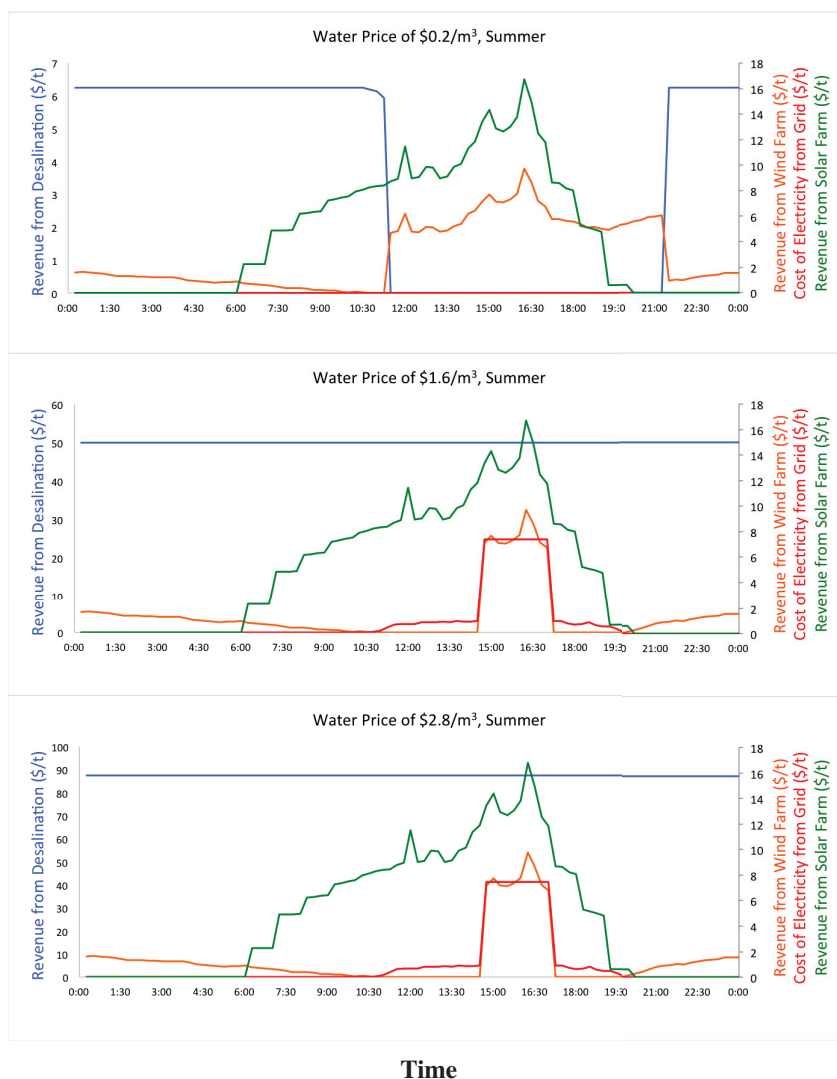 Water Price of $0.2/m³, Summer
Revenue from Desalination ($/t)
7
6
5
4
3
2
1
0
18
16
14
12
10
8
6
4
2
0
Revenue from Wind Farm ($/t)
Cost of Electricity from Grid ($/t)
Revenue from Solar Farm ($/t)
0:00 1:30 3:00 4:30 6:00 7:30 9:00 10:30 12:00 13:30 15:00 16:30 18:00 19:30 21:00 22:30 0:00
Water Price of $1.6/m³, Summer
Revenue from Desalination ($/t)
60
50
40
30
20
10
0
18
16
14
12
10
8
6
4
2
0
Revenue from Wind Farm ($/t)
Cost of Electricity from Grid ($/t)
Revenue from Solar Farm ($/t)
0:00 1:30 3:00 4:30 6:00 7:30 9:00 10:30 12:00 13:30 15:00 16:30 18:00 19:30 21:00 22:30 0:00
Water Price of $2.8/m³, Summer
Revenue from Desalination ($/t)
100
90
80
70
60
50
40
30
20
10
0
18
16
14
12
10
8
6
4
2
0
Revenue from Wind Farm ($/t)
Cost of Electricity from Grid ($/t)
Revenue from Solar Farm ($/t)
0:00 1:30 3:00 4:30 6:00 7:30 9:00 10:30 12:00 13:30 15:00 16:30 18:00 19:30 21:00 22:30 0:00
Time